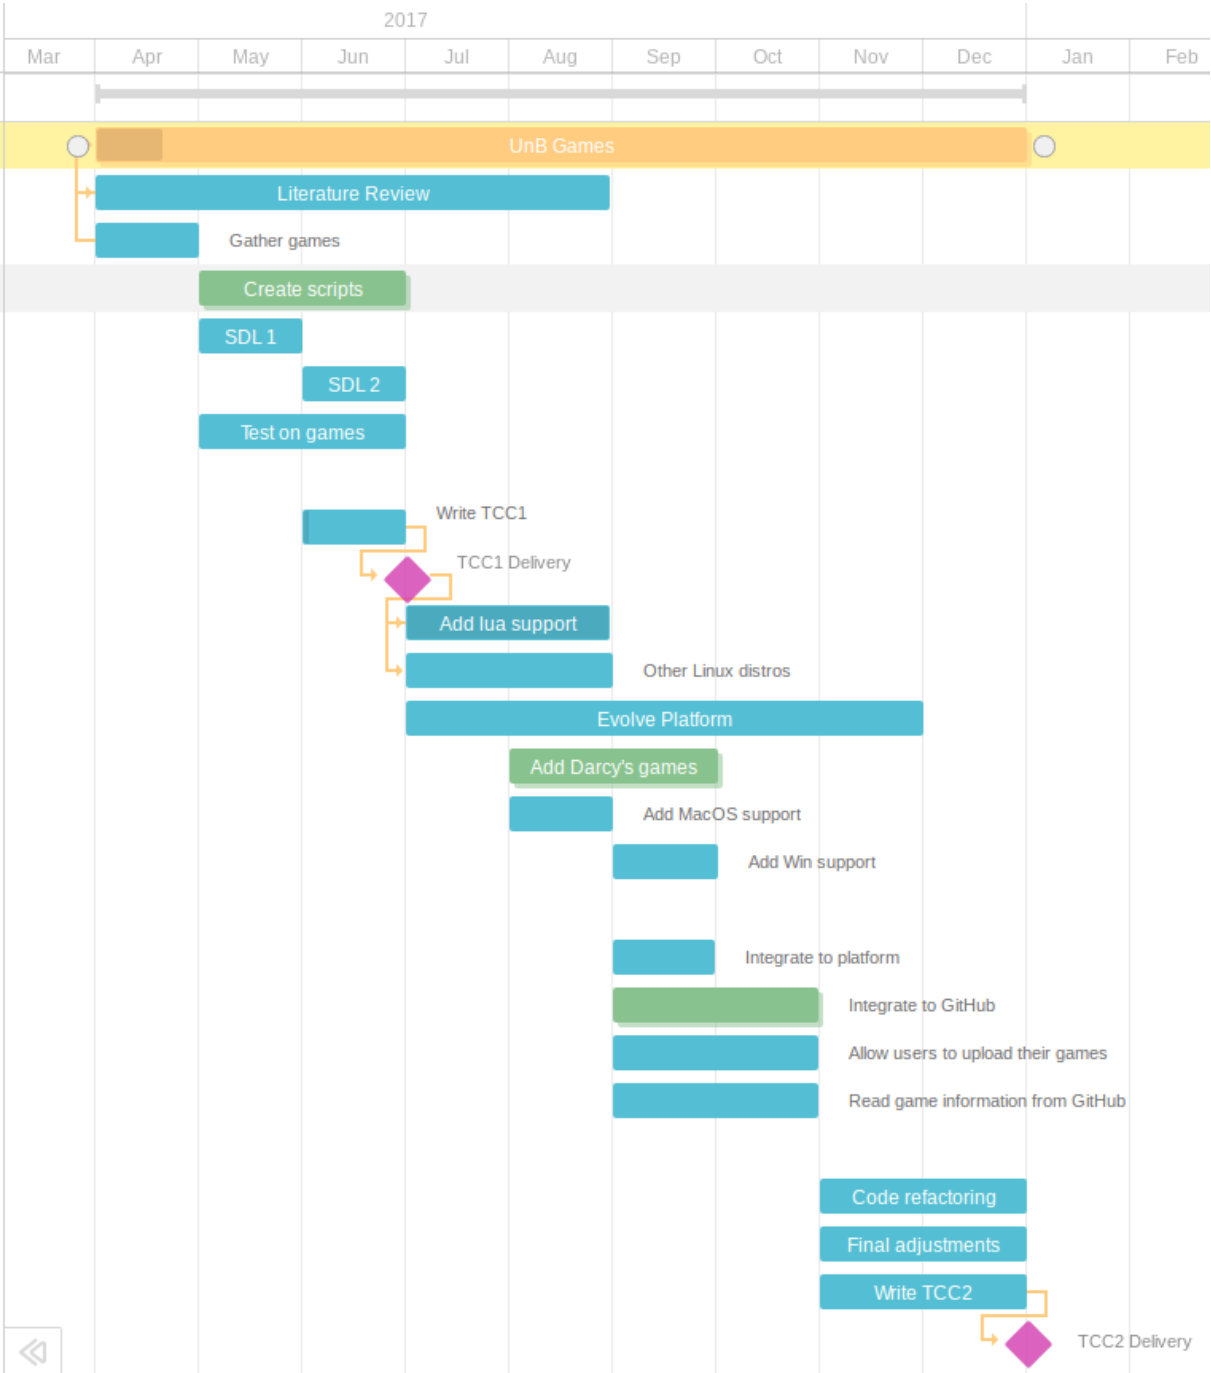 2017
Mar Apr May Jun Jul Aug Sep Oct Nov Dec Jan Feb
UnB Games
Literature Review
Gather games
Create scripts
SDL 1
SDL 2
Test on games
Write TCC1
TCC1 Delivery
Add lua support
Other Linux distros
Evolve Platform
Add Darcy's games
Add MacOS support
Add Win support
Integrate to platform
Integrate to GitHub
Allow users to upload their games
Read game information from GitHub
Code refactoring
Final adjustments
Write TCC2
TCC2 Delivery